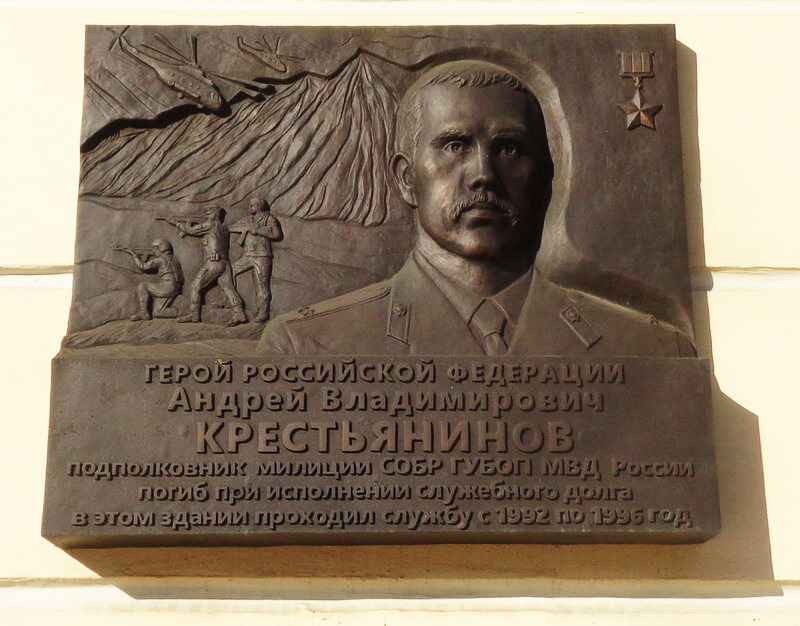 ГЕРОЙ РОССИЙСКОЙ ФЕДЕРАЦИИ
Андрей Владимирович
КРЕСТЬЯНИНОВ
подполковник милиции СОБР ГУБОП МВД России
погиб при исполнении служебного долга
в этом здании проходил службу с 1992 по 1996 год